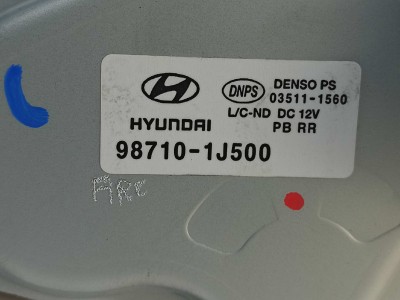 HYUNDAI
DNPS
DENSO PS
03511-1560
L/C-ND DC 12V
PB RR
98710-1J500